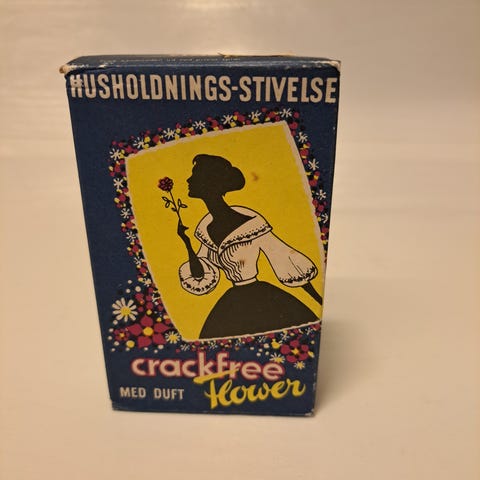 HUSHOLDNINGS-STIVELSE
crackfree
MED DUFT flower